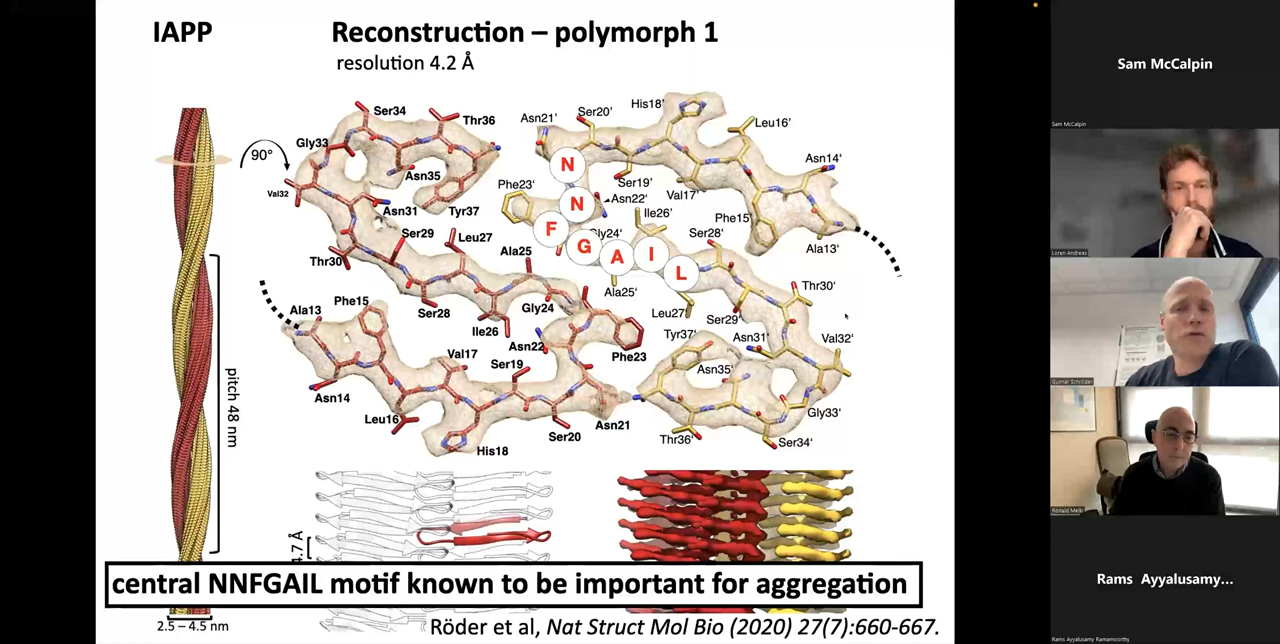 IAPP
Reconstruction – polymorph 1
resolution 4.2 Å
90°
pitch 48 nm
2.5 – 4.5 nm
Ser34
Thr36
Gly33
Asn35
Val32
Asn31
Tyr37
Ser29
Leu27
Thr30
Ala25
Ser28
Gly24
Ile26
Ala13
Phe15
Asn22
Phe23
Val17
Ser19
Asn14
Leu16
Asn21
Ser20
His18
Asn21'
Ser20'
His18'
Leu16'
Asn14'
Ser19'
Phe23'
Asn22'
Val17'
Ile26'
Phe15'
Ala13'
Gly24'
Ser28'
Ala25'
Thr30'
Leu27'
Ser29'
Tyr37'
Asn31'
Val32'
Asn35'
Gly33'
Thr36'
Ser34'
N
N
F
G
A
I
L
4.7 Å
central NNFGAIL motif known to be important for aggregation
Röder et al, Nat Struct Mol Bio (2020) 27(7):660-667.
Sam McCalpin
Sam McCalpin
Loren Andreas
Gunnar Schröder
Ronald Melki
Rams Ayyalusamy...
Rams Ayyalusamy Ramamoorthy